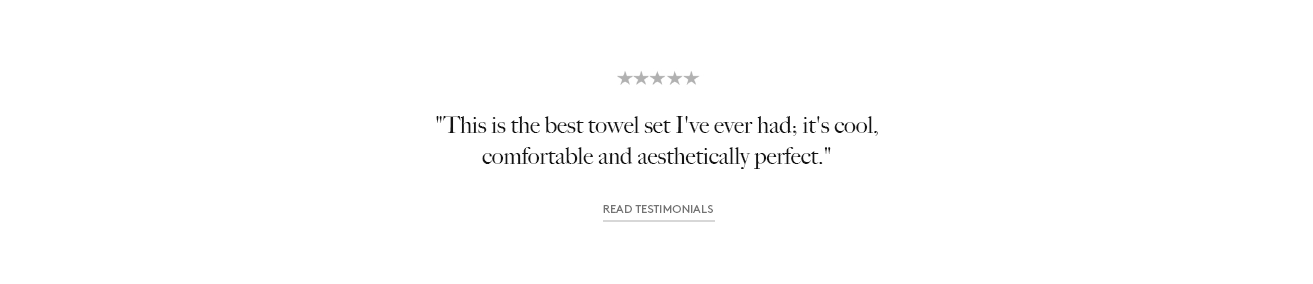 "This is the best towel set I've ever had; it's cool,
comfortable and aesthetically perfect."
READ TESTIMONIALS